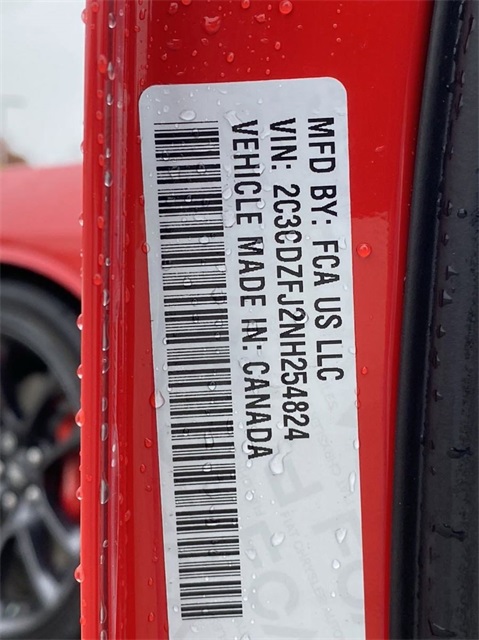 MFD BY: FCA US LLC
VIN: 2C3CDZFJ2NH254824
VEHICLE MADE IN: CANADA